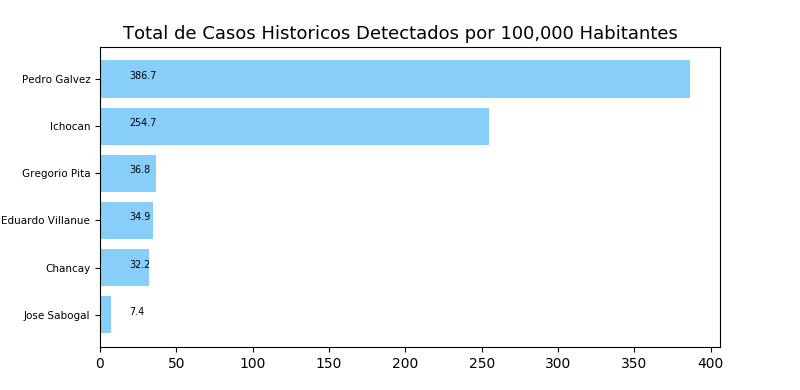 Total de Casos Historicos Detectados por 100,000 Habitantes
Pedro Galvez 386.7
Ichocan 254.7
Gregorio Pita 36.8
Eduardo Villanue 34.9
Chancay 32.2
Jose Sabogal 7.4
0 50 100 150 200 250 300 350 400